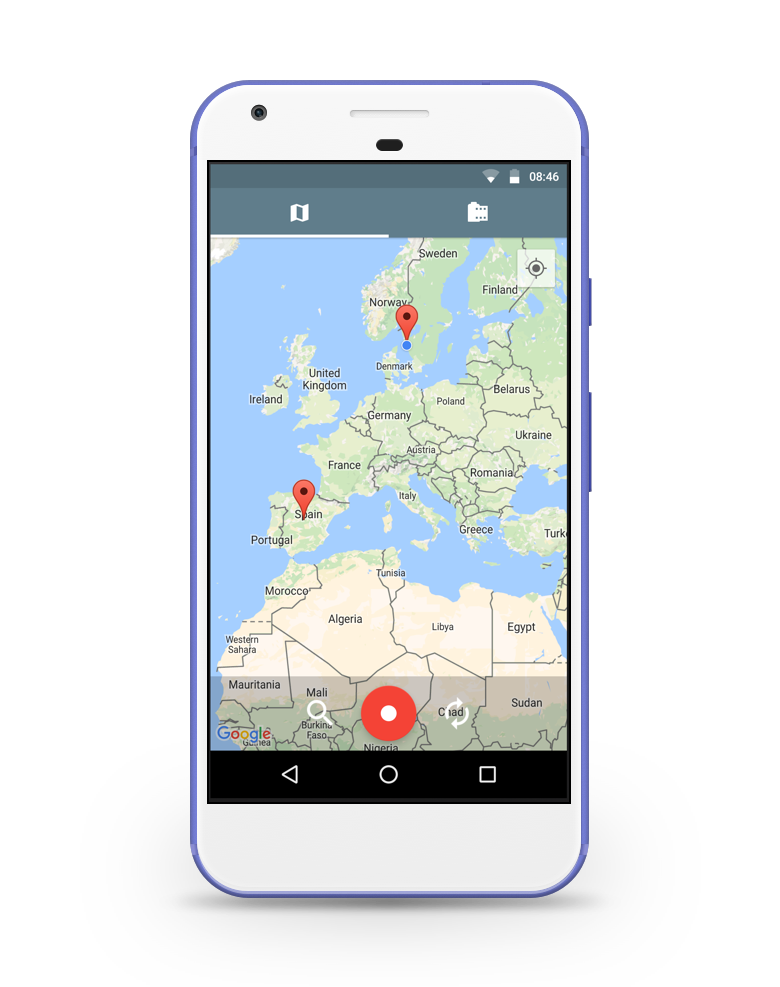 08:46
Sweden
Finland
Norway
Denmark
United
Kingdom
Ireland
Belarus
Poland
Germany
Ukraine
Austria
France
Romania
Italy
Spain
Greece
Portugal
Turk
Tunisia
Morocco
Algeria
Libya
Egypt
Western
Sahara
Mauritania
Mali
Sudan
Chad
Burkina
Faso
Google
Guinea
Nigeria